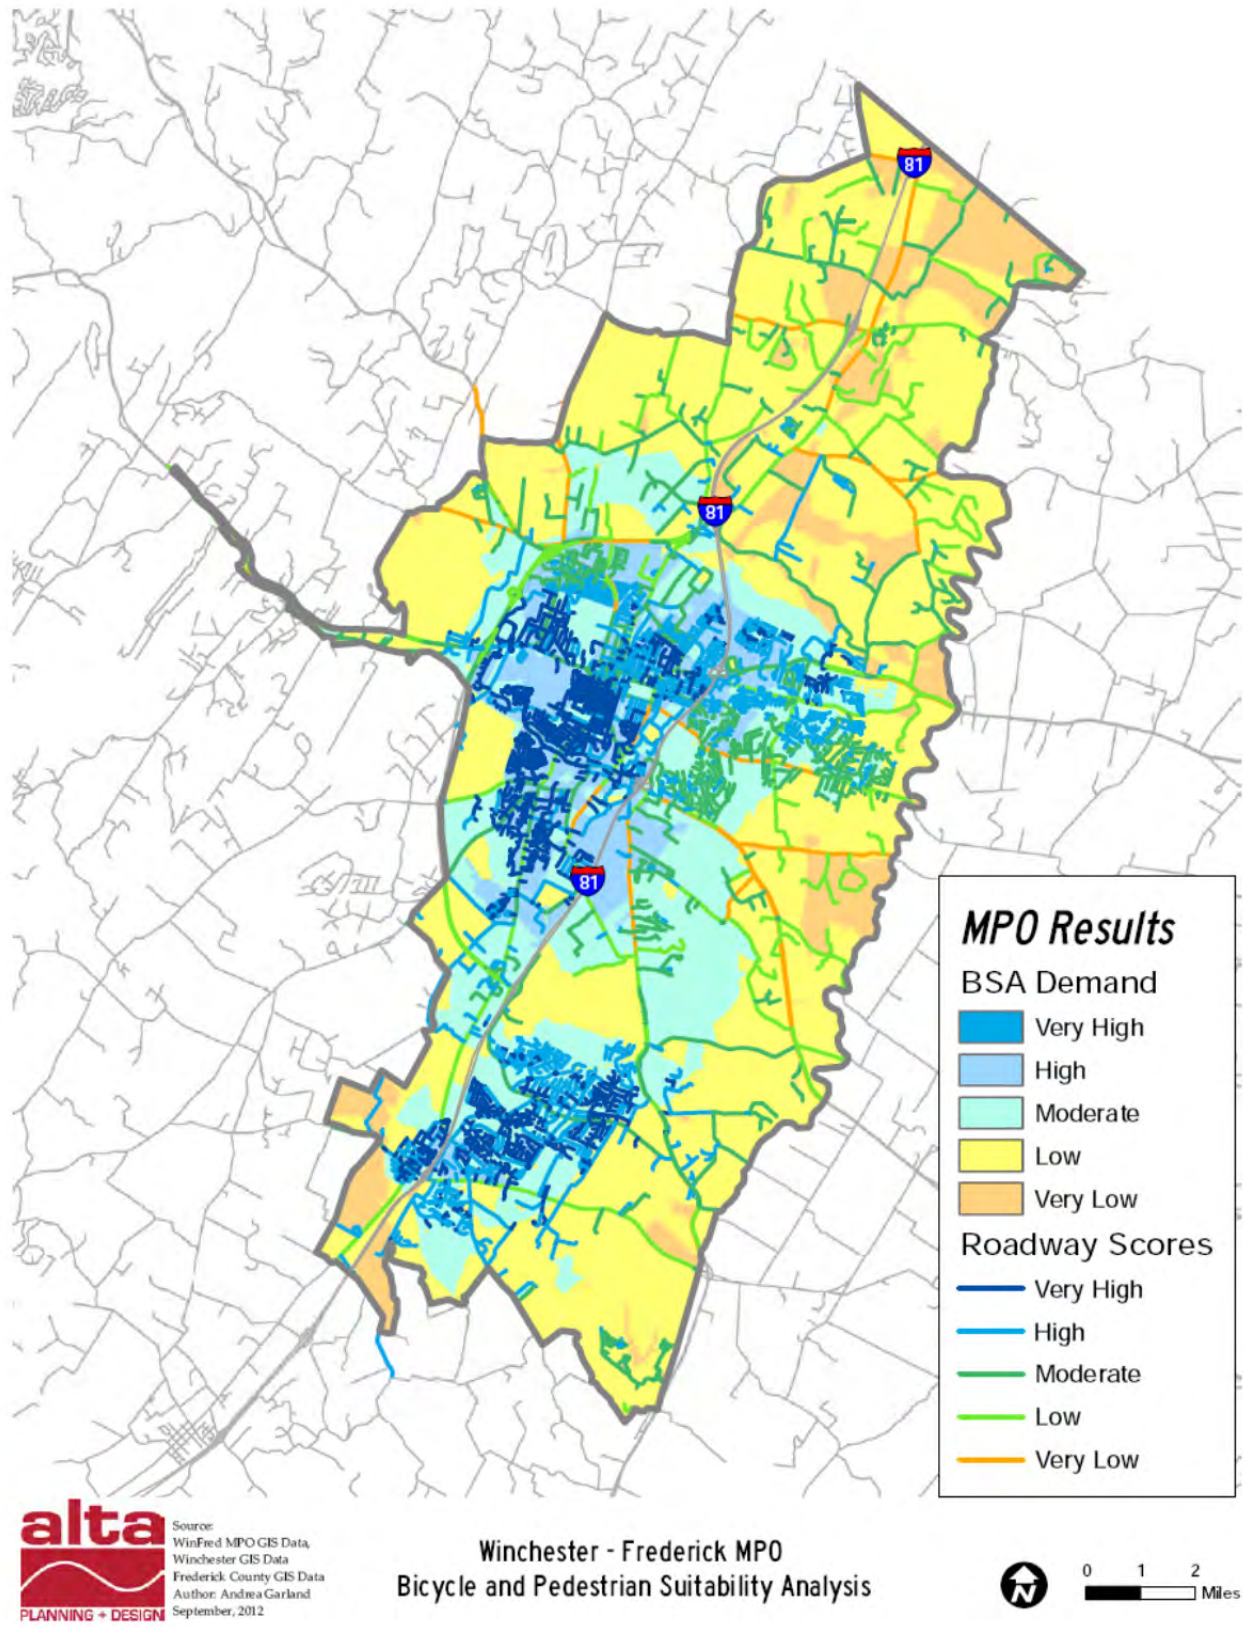 81
81
81
MPO Results
BSA Demand
Very High
High
Moderate
Low
Very Low
Roadway Scores
Very High
High
Moderate
Low
Very Low
alta
PLANNING + DESIGN
Source:
WinFred MPO GIS Data,
Winchester GIS Data
Frederick County GIS Data
Author: Andrea Garland
September, 2012
Winchester - Frederick MPO
Bicycle and Pedestrian Suitability Analysis
N
0 1 2
Miles